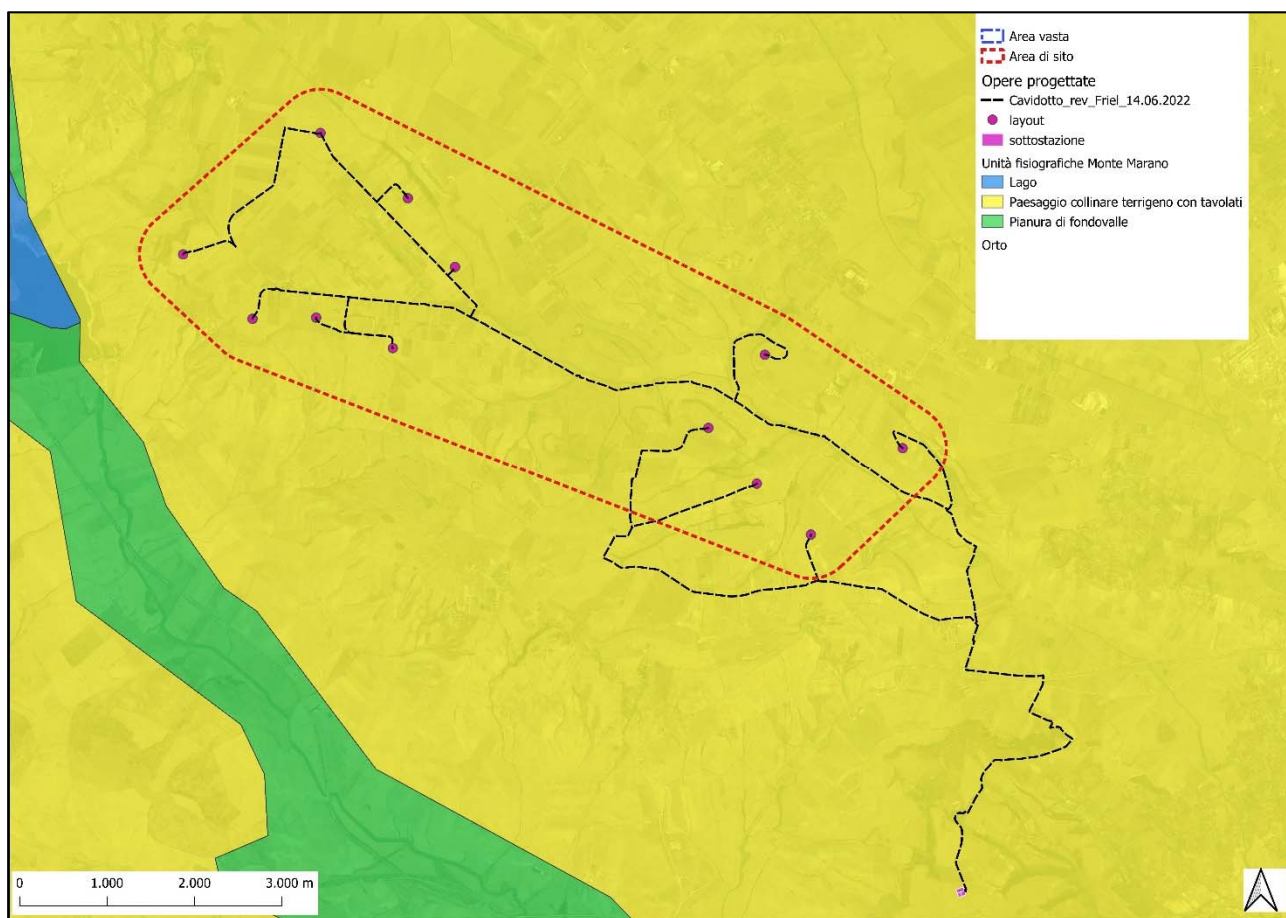 Area vasta
Area di sito
Opere progettate
Cavidotto_rev_Friel_14.06.2022
layout
sottostazione
Unità fisiografiche Monte Marano
Lago
Paesaggio collinare terrigeno con tavolati
Pianura di fondovalle
Orto
0 1.000 2.000 3.000 m